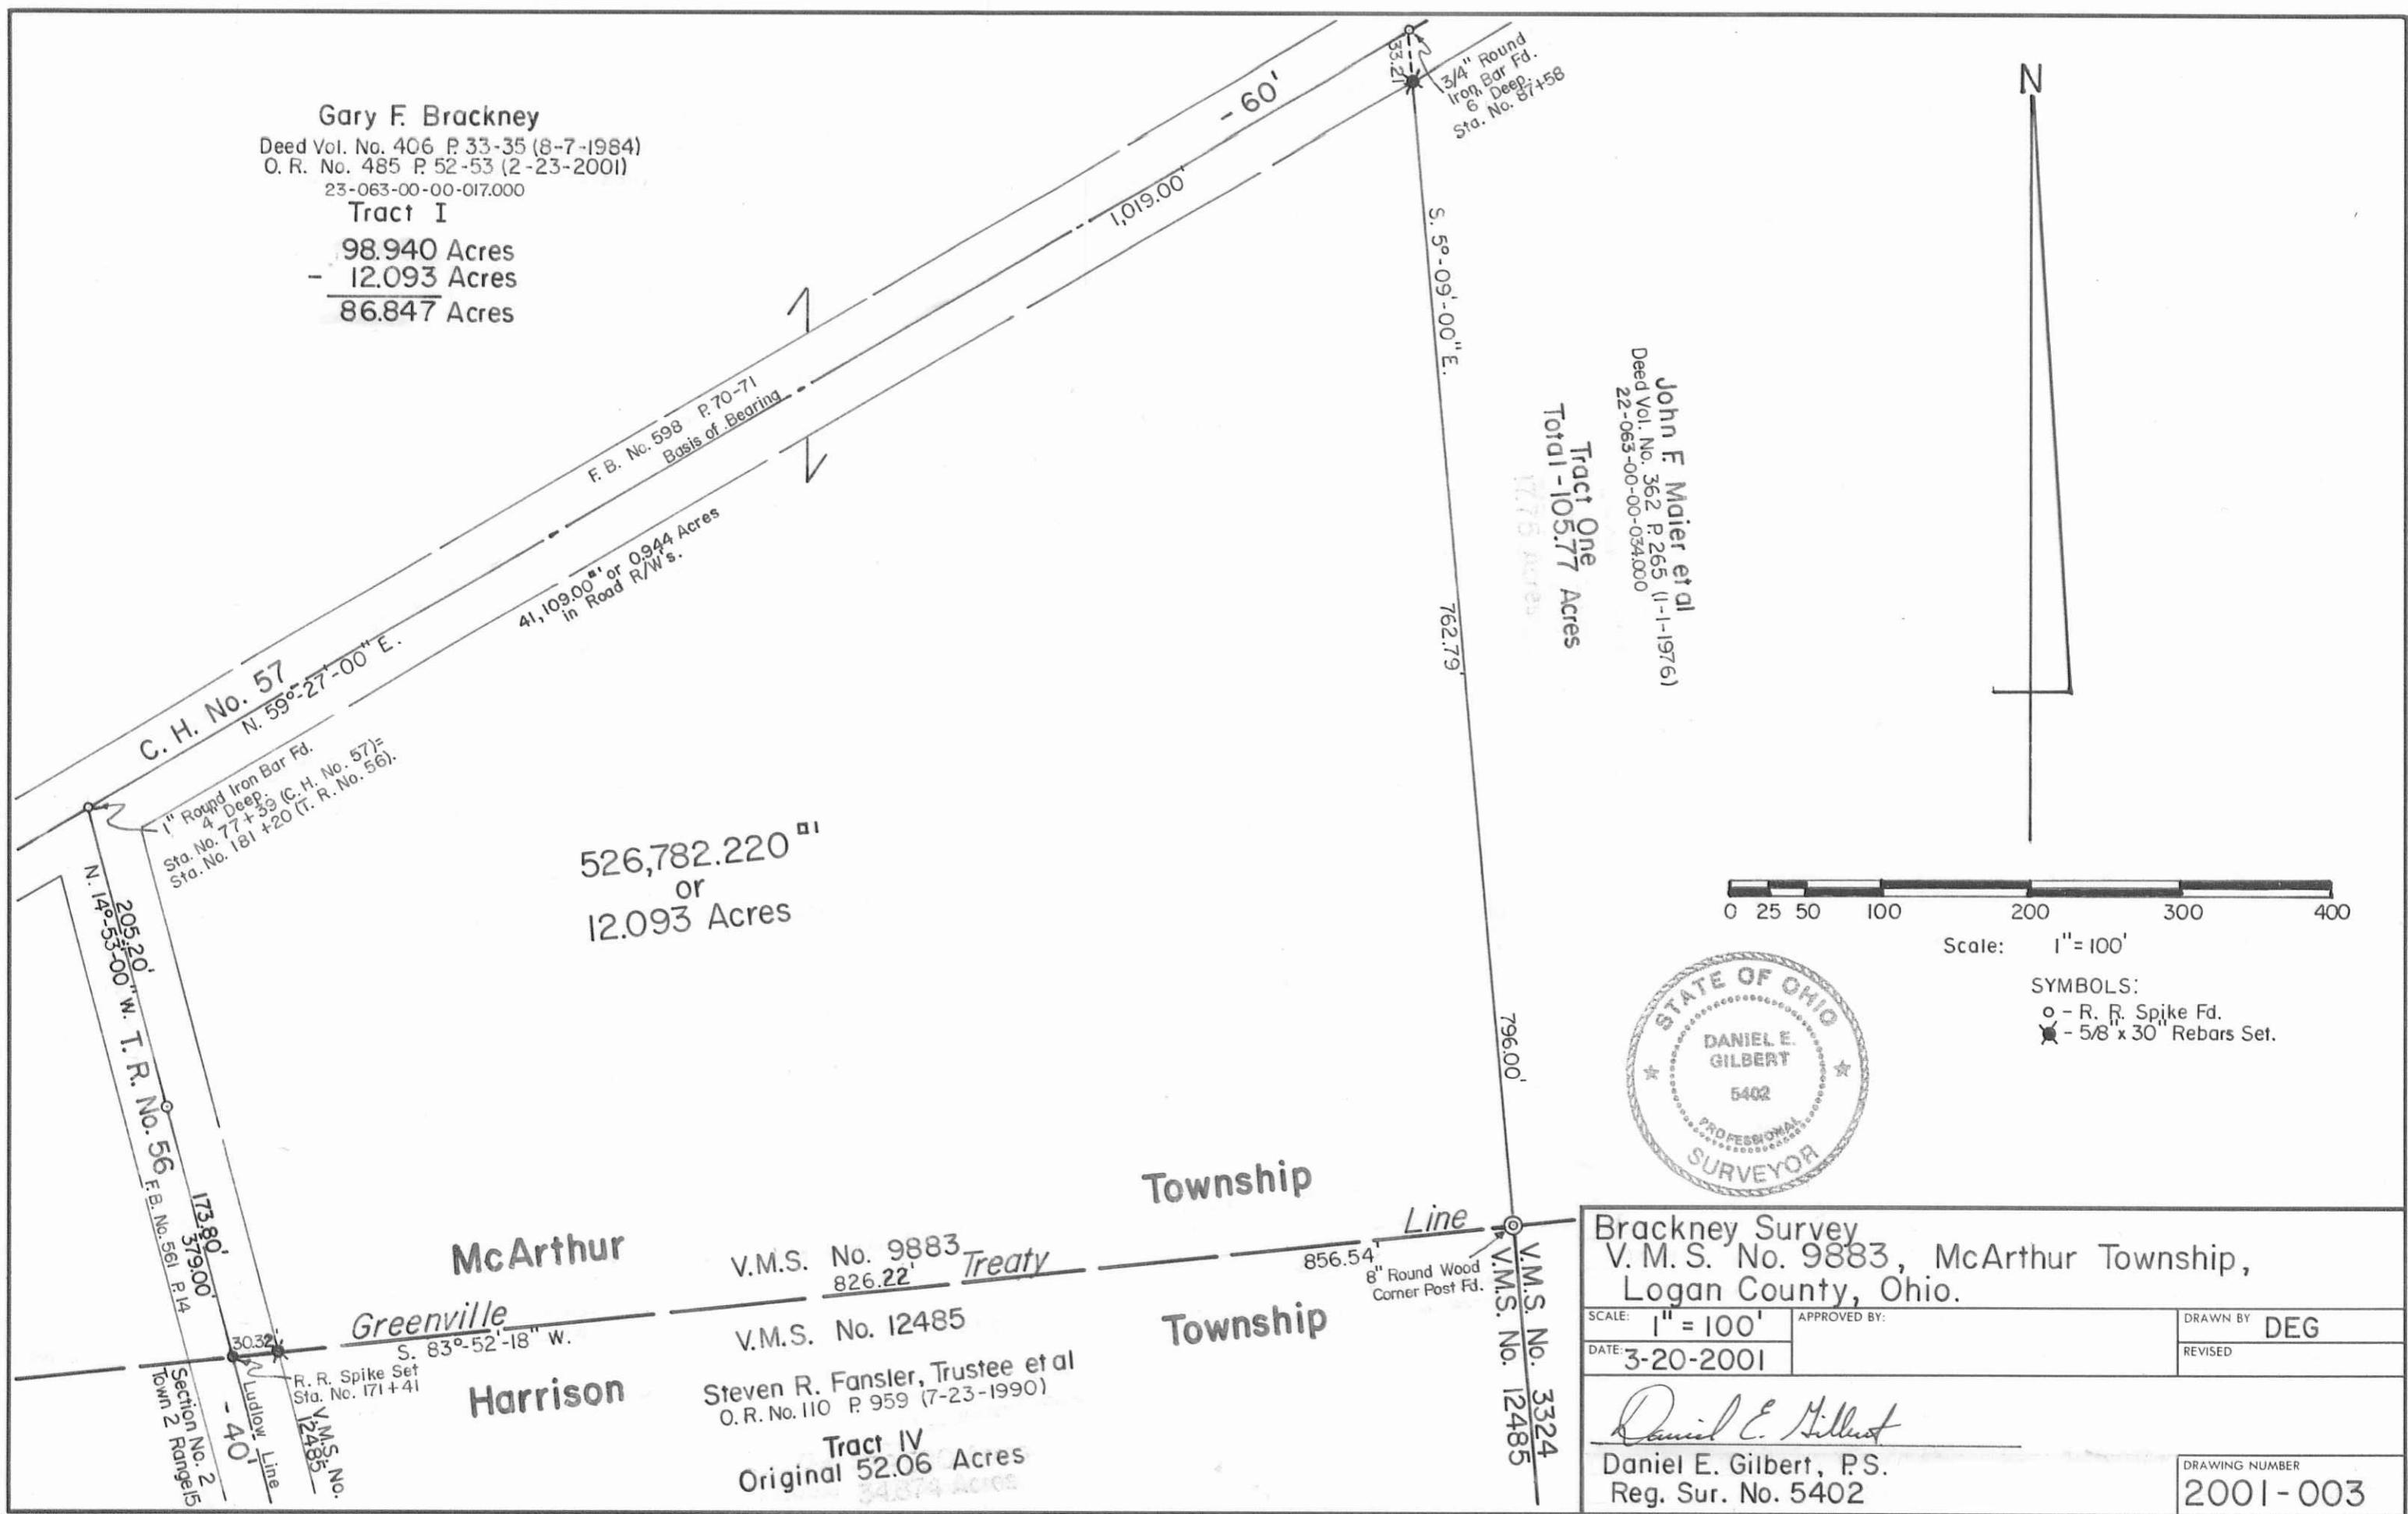 Gary F. Brackney
Deed Vol. No. 406 P. 33-35 (8-7-1984)
O. R. No. 485 P. 52-53 (2-23-2001)
23-063-00-00-017.000
Tract I
98.940 Acres
- 12.093 Acres
86.847 Acres
- 60'
33.21'
3/4" Round
Iron Bar Fd.
6" Deep.
Sta. No. 87+58
1,019.00'
N
S. 5°-09'-00" E.
762.79'
796.00'
John F. Maier et al
Deed Vol. No. 362 P. 265 (1-1-1976)
22-063-00-00-034.000
Tract One
Total-105.77 Acres
F. B. No. 598 P. 70-71
Basis of Bearing
41,109.00 □' or 0.944 Acres
in Road R/W's.
C. H. No. 57
N. 59°-27'-00" E.
1" Round Iron Bar Fd.
4" Deep.
Sta. No. 77+39 (C. H. No. 57)=
Sta. No. 181+20 (T. R. No. 56).
526,782.220 □'
or
12.093 Acres
205.20'
N. 14°-53'-00" W.
T. R. No. 56
F. B. No. 561 P. 14
173.80'
379.00'
0 25 50 100 200 300 400
Scale: 1"=100'
SYMBOLS:
o - R. R. Spike Fd.
- 5/8" x 30" Rebars Set.
STATE OF OHIO
DANIEL E.
GILBERT
5402
PROFESSIONAL
SURVEYOR
McArthur Township
V.M.S. No. 9883
Greenville Treaty Line
826.22'
856.54'
S. 83°-52'-18" W.
8" Round Wood
Corner Post Fd.
V.M.S. No. 3324
V.M.S. No. 12485
30.32'
R. R. Spike Set
Sta. No. 171+41
V.M.S. No. 12485
Harrison Township
Steven R. Fansler, Trustee et al
O. R. No. 110 P. 959 (7-23-1990)
Tract IV
Original 52.06 Acres
34.874 Acres
Section No. 2
Town 2 Range 15
- 40'
Ludlow Line
V.M.S. No.
12485
Brackney Survey
V. M. S. No. 9883, McArthur Township,
Logan County, Ohio.
SCALE: 1" = 100'
APPROVED BY:
DRAWN BY DEG
DATE: 3-20-2001
REVISED
Daniel E. Gilbert
Daniel E. Gilbert, P.S.
Reg. Sur. No. 5402
DRAWING NUMBER
2001-003